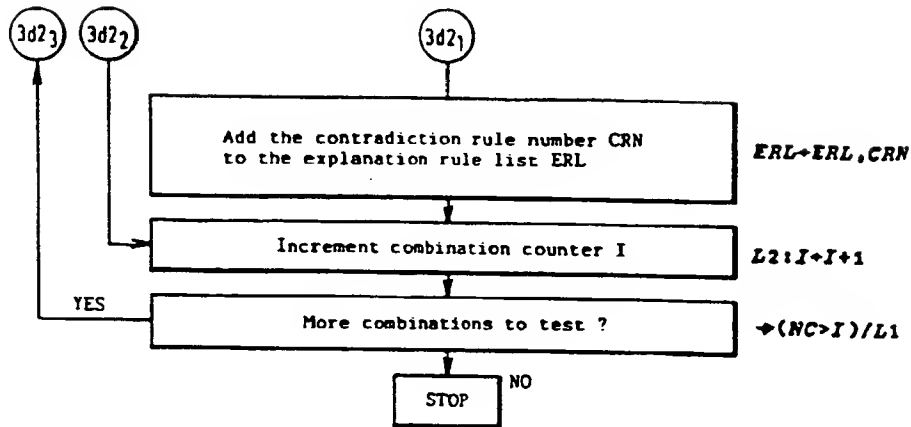 3d2₃ 3d2₂ 3d2₁
Add the contradiction rule number CRN
to the explanation rule list ERL
ERL←ERL,CRN
Increment combination counter I
L2:I←I+1
YES
More combinations to test ?
→(NC>I)/L1
NO
STOP